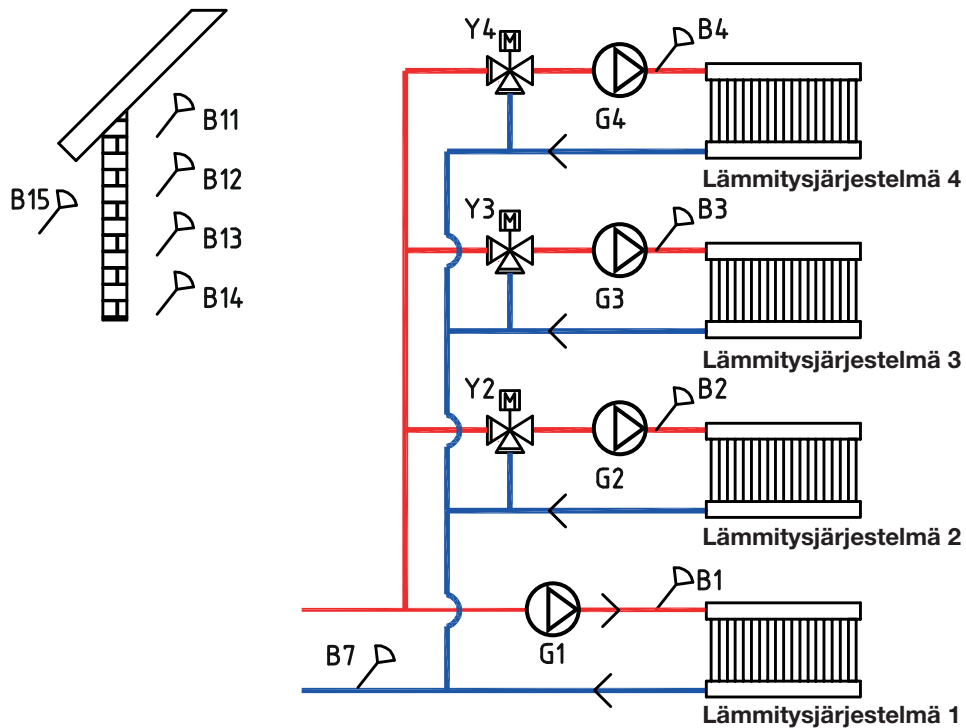 B11
B12
B15
B13
B14
Y4
M
B4
G4
Lämmitysjärjestelmä 4
Y3
M
B3
G3
Lämmitysjärjestelmä 3
Y2
M
B2
G2
Lämmitysjärjestelmä 2
B1
G1
B7
Lämmitysjärjestelmä 1